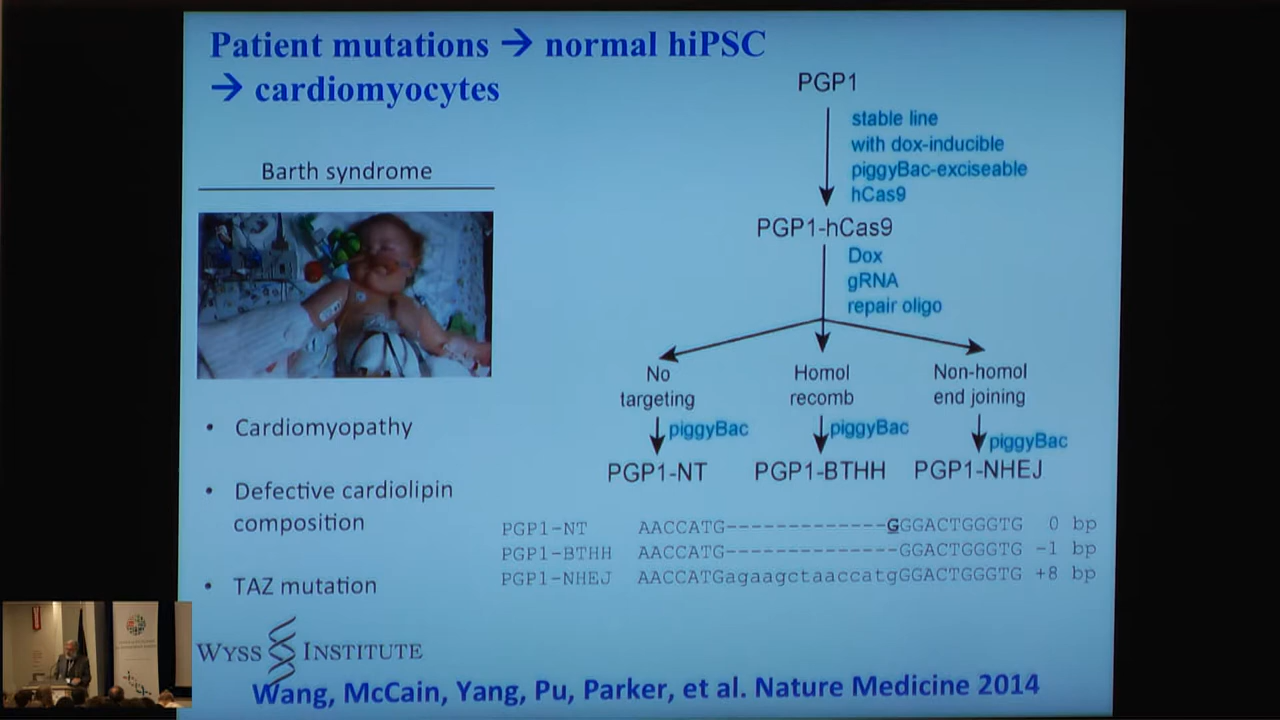 Patient mutations → normal hiPSC
→ cardiomyocytes
Barth syndrome
• Cardiomyopathy
• Defective cardiolipin
composition
• TAZ mutation
PGP1
stable line
with dox-inducible
piggyBac-exciseable
hCas9
PGP1-hCas9
Dox
gRNA
repair oligo
No
targeting
Homol
recomb
Non-homol
end joining
piggyBac
piggyBac
piggyBac
PGP1-NT
PGP1-BTHH
PGP1-NHEJ
PGP1-NT AACCATG-------------GGGACTGGGTG 0 bp
PGP1-BTHH AACCATG--------------GGACTGGGTG -1 bp
PGP1-NHEJ AACCATGagaagctaaccatgGGGACTGGGTG +8 bp
WYSS INSTITUTE
Wang, McCain, Yang, Pu, Parker, et al. Nature Medicine 2014